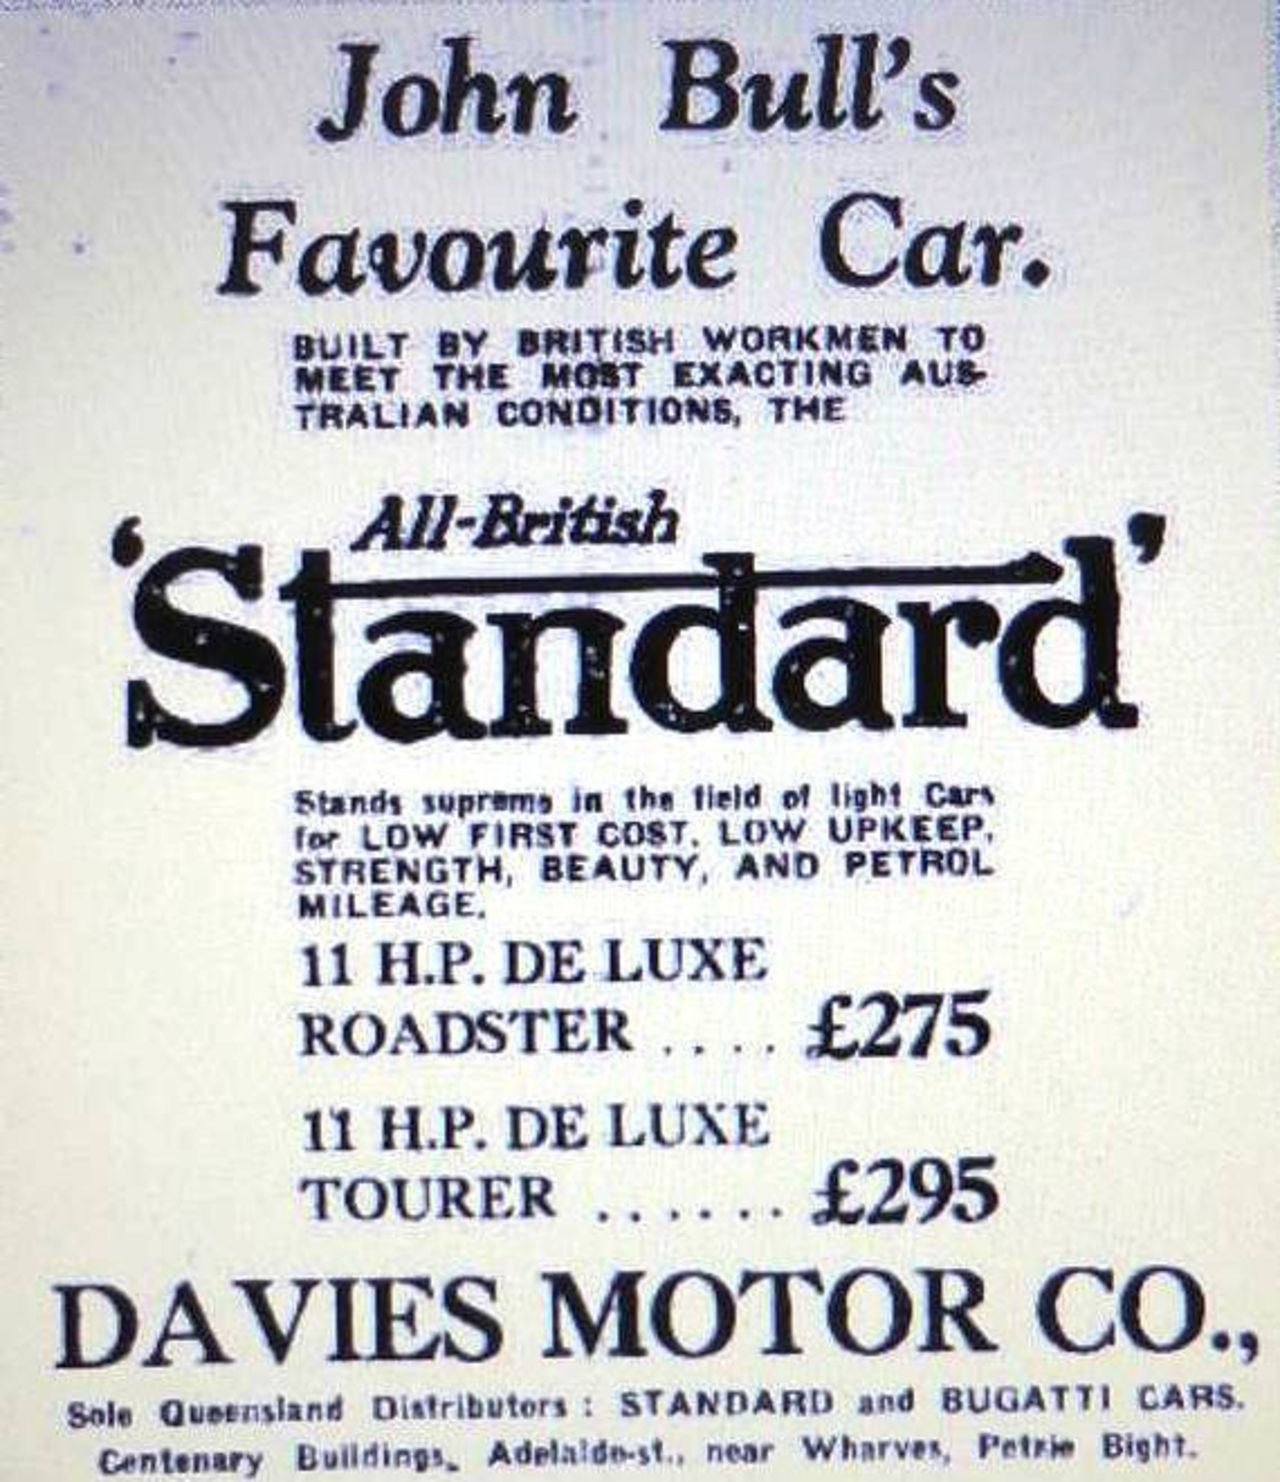 John Bull's
Favourite Car.
BUILT BY BRITISH WORKMEN TO
MEET THE MOST EXACTING AUS-
TRALIAN CONDITIONS, THE
All-British
'Standard'
Stands supreme in the field of light Cars
for LOW FIRST COST, LOW UPKEEP,
STRENGTH, BEAUTY, AND PETROL
MILEAGE.
11 H.P. DE LUXE
ROADSTER .... £275
11 H.P. DE LUXE
TOURER ...... £295
DAVIES MOTOR CO.,
Sole Queensland Distributors : STANDARD and BUGATTI CARS.
Centenary Buildings, Adelaide-st., near Wharves, Petrie Bight.